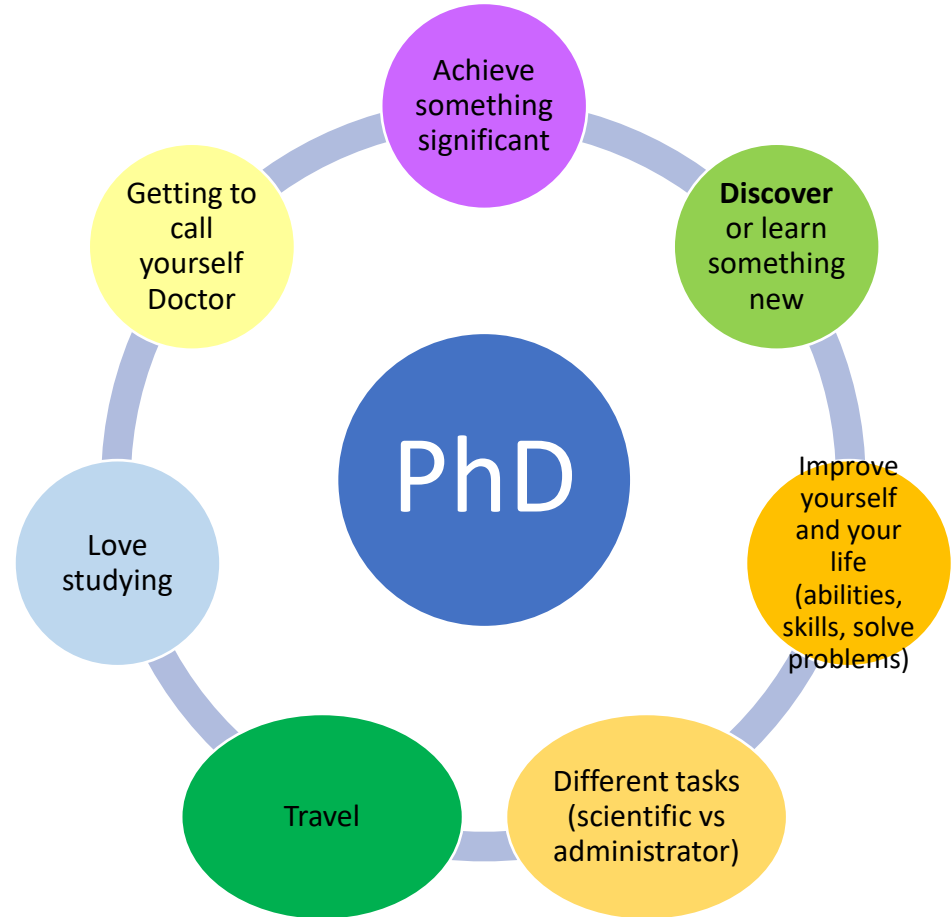 Achieve
something
significant
Discover
or learn
something
new
Improve
yourself
and your
life
(abilities,
skills, solve
problems)
Different tasks
(scientific vs
administrator)
Travel
Love
studying
Getting to
call
yourself
Doctor
PhD